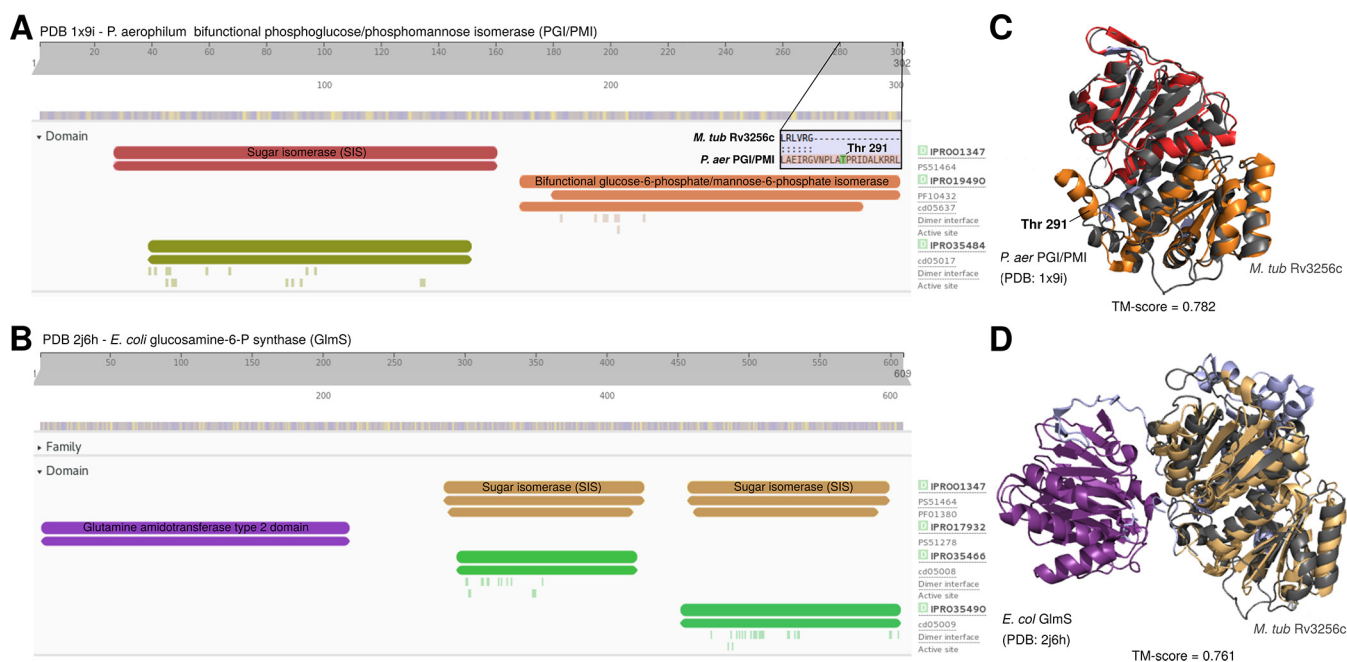 A
PDB 1x9i - P. aerophilum bifunctional phosphoglucose/phosphomannose isomerase (PGI/PMI)
20 40 60 80 100 120 140 160 180 200 220 240 260 280 300
1 302
100 200 300
Domain
M. tub Rv3256c LRLVRG---------------
:::::: Thr 291
P. aer PGI/PMI LAEIRGVNPLATPRIDALKRRL
Sugar isomerase (SIS)
IPR001347
PS51464
Bifunctional glucose-6-phosphate/mannose-6-phosphate isomerase
IPR019490
PF10432
cd05637
Dimer interface
Active site
IPR035484
cd05017
Dimer interface
Active site
B
PDB 2j6h - E. coli glucosamine-6-P synthase (GlmS)
50 100 150 200 250 300 350 400 450 500 550 600
1 609
200 400 600
Family
Domain
Sugar isomerase (SIS) Sugar isomerase (SIS)
IPR001347
PS51464
PF01380
Glutamine amidotransferase type 2 domain
IPR017932
PS51278
IPR035466
cd05008
Dimer interface
Active site
IPR035490
cd05009
Dimer interface
Active site
C
Thr 291
P. aer PGI/PMI
(PDB: 1x9i)
M. tub Rv3256c
TM-score = 0.782
D
E. col GlmS
(PDB: 2j6h)
M. tub Rv3256c
TM-score = 0.761